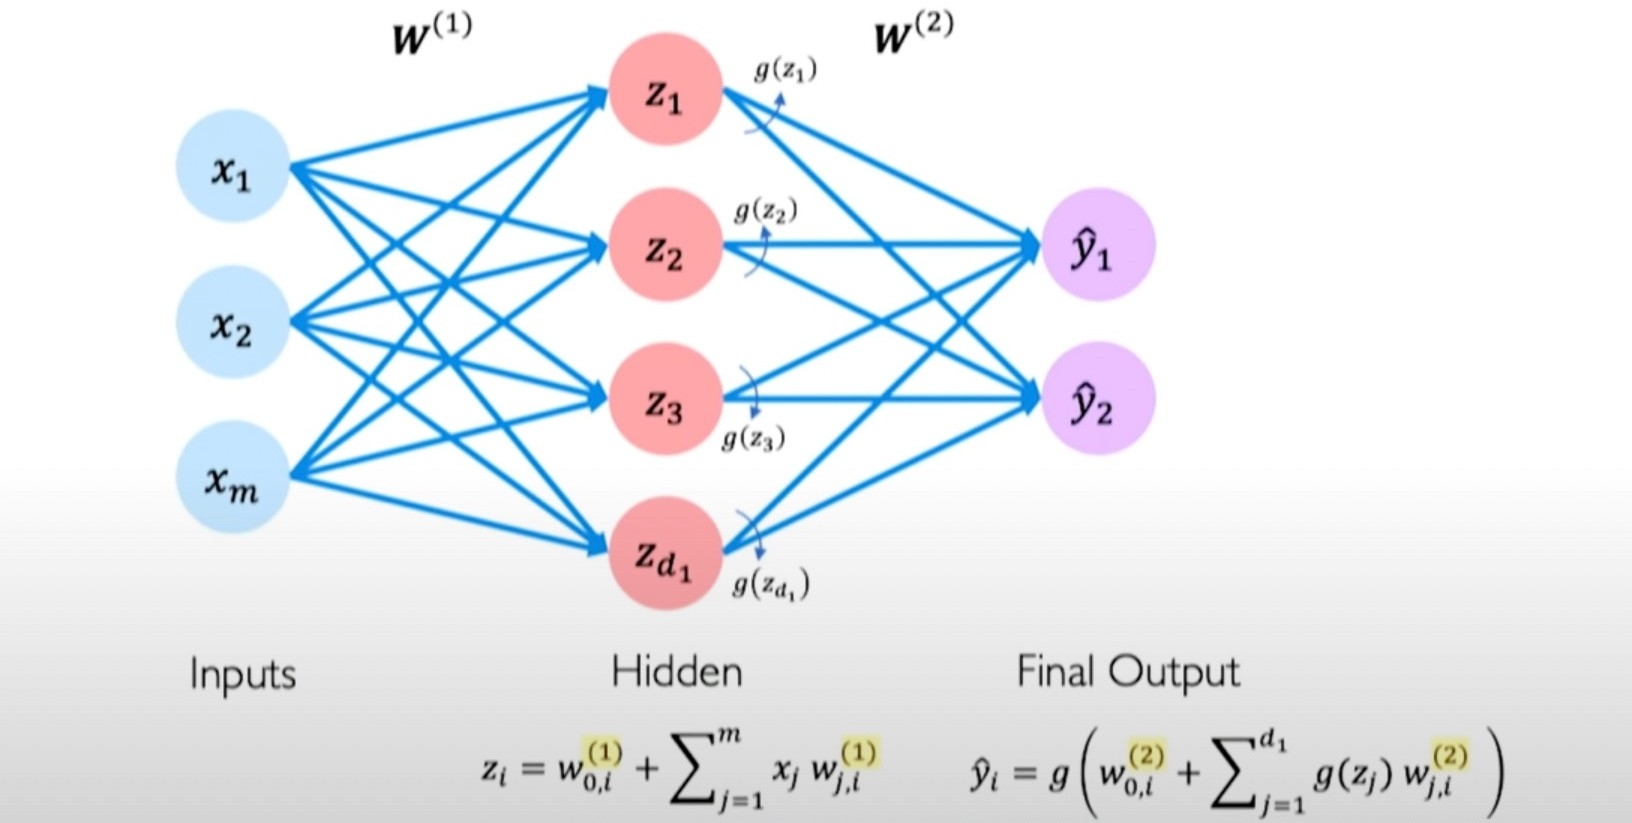 W^(1)
W^(2)
g(z_1)
z_1
x_1
g(z_2)
z_2
ŷ_1
x_2
z_3
ŷ_2
g(z_3)
x_m
z_{d_1}
g(z_{d_1})
Inputs
Hidden
Final Output
z_i = w_{0,i}^{(1)} + ∑_{j=1}^{m} x_j w_{j,i}^{(1)}
ŷ_i = g( w_{0,i}^{(2)} + ∑_{j=1}^{d_1} g(z_j) w_{j,i}^{(2)} )